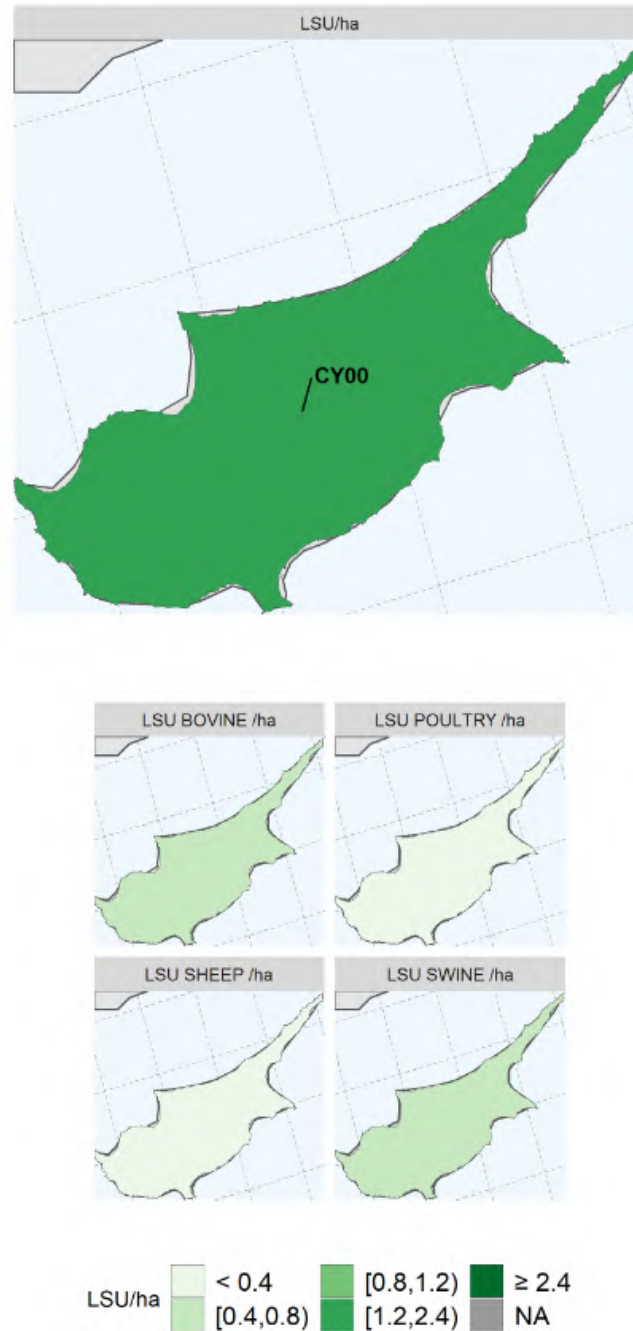 LSU/ha
CY00
LSU BOVINE /ha
LSU POULTRY /ha
LSU SHEEP /ha
LSU SWINE /ha
LSU/ha
< 0.4
[0.8,1.2)
≥ 2.4
[0.4,0.8)
[1.2,2.4)
NA